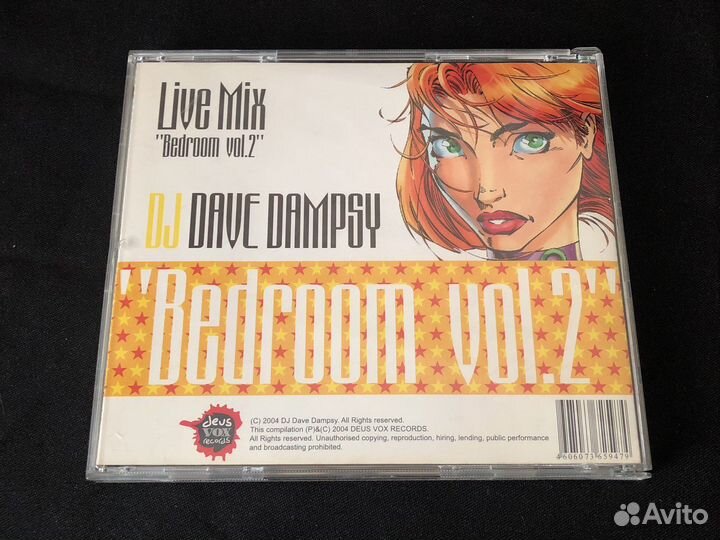 Live Mix
"Bedroom vol.2"
DJ DAVE DAMPSY
"Bedroom vol.2"
deus
VOX
records
(C) 2004 DJ Dave Dampsy. All Rights reserved.
This compilation (P)&(C) 2004 DEUS VOX RECORDS.
All Rights reserved. Unauthorised copying, reproduction, hiring, lending, public performance
and broadcasting prohibited.
4606073659479
Avito